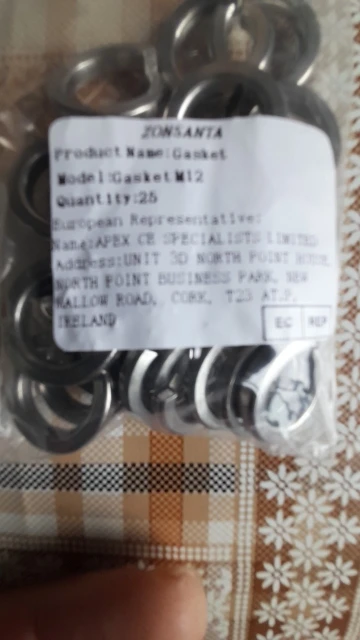 ZONSANTA
Product Name:Gasket
Model:Gasket M12
Quantity:25
European Representative:
Name:APEX CE SPECIALISTS LIMITED
Address:UNIT 3D NORTH POINT HOUSE,
NORTH POINT BUSINESS PARK, NEW
MALLOW ROAD, CORK, T23 AT2P,
IRELAND
EC REP